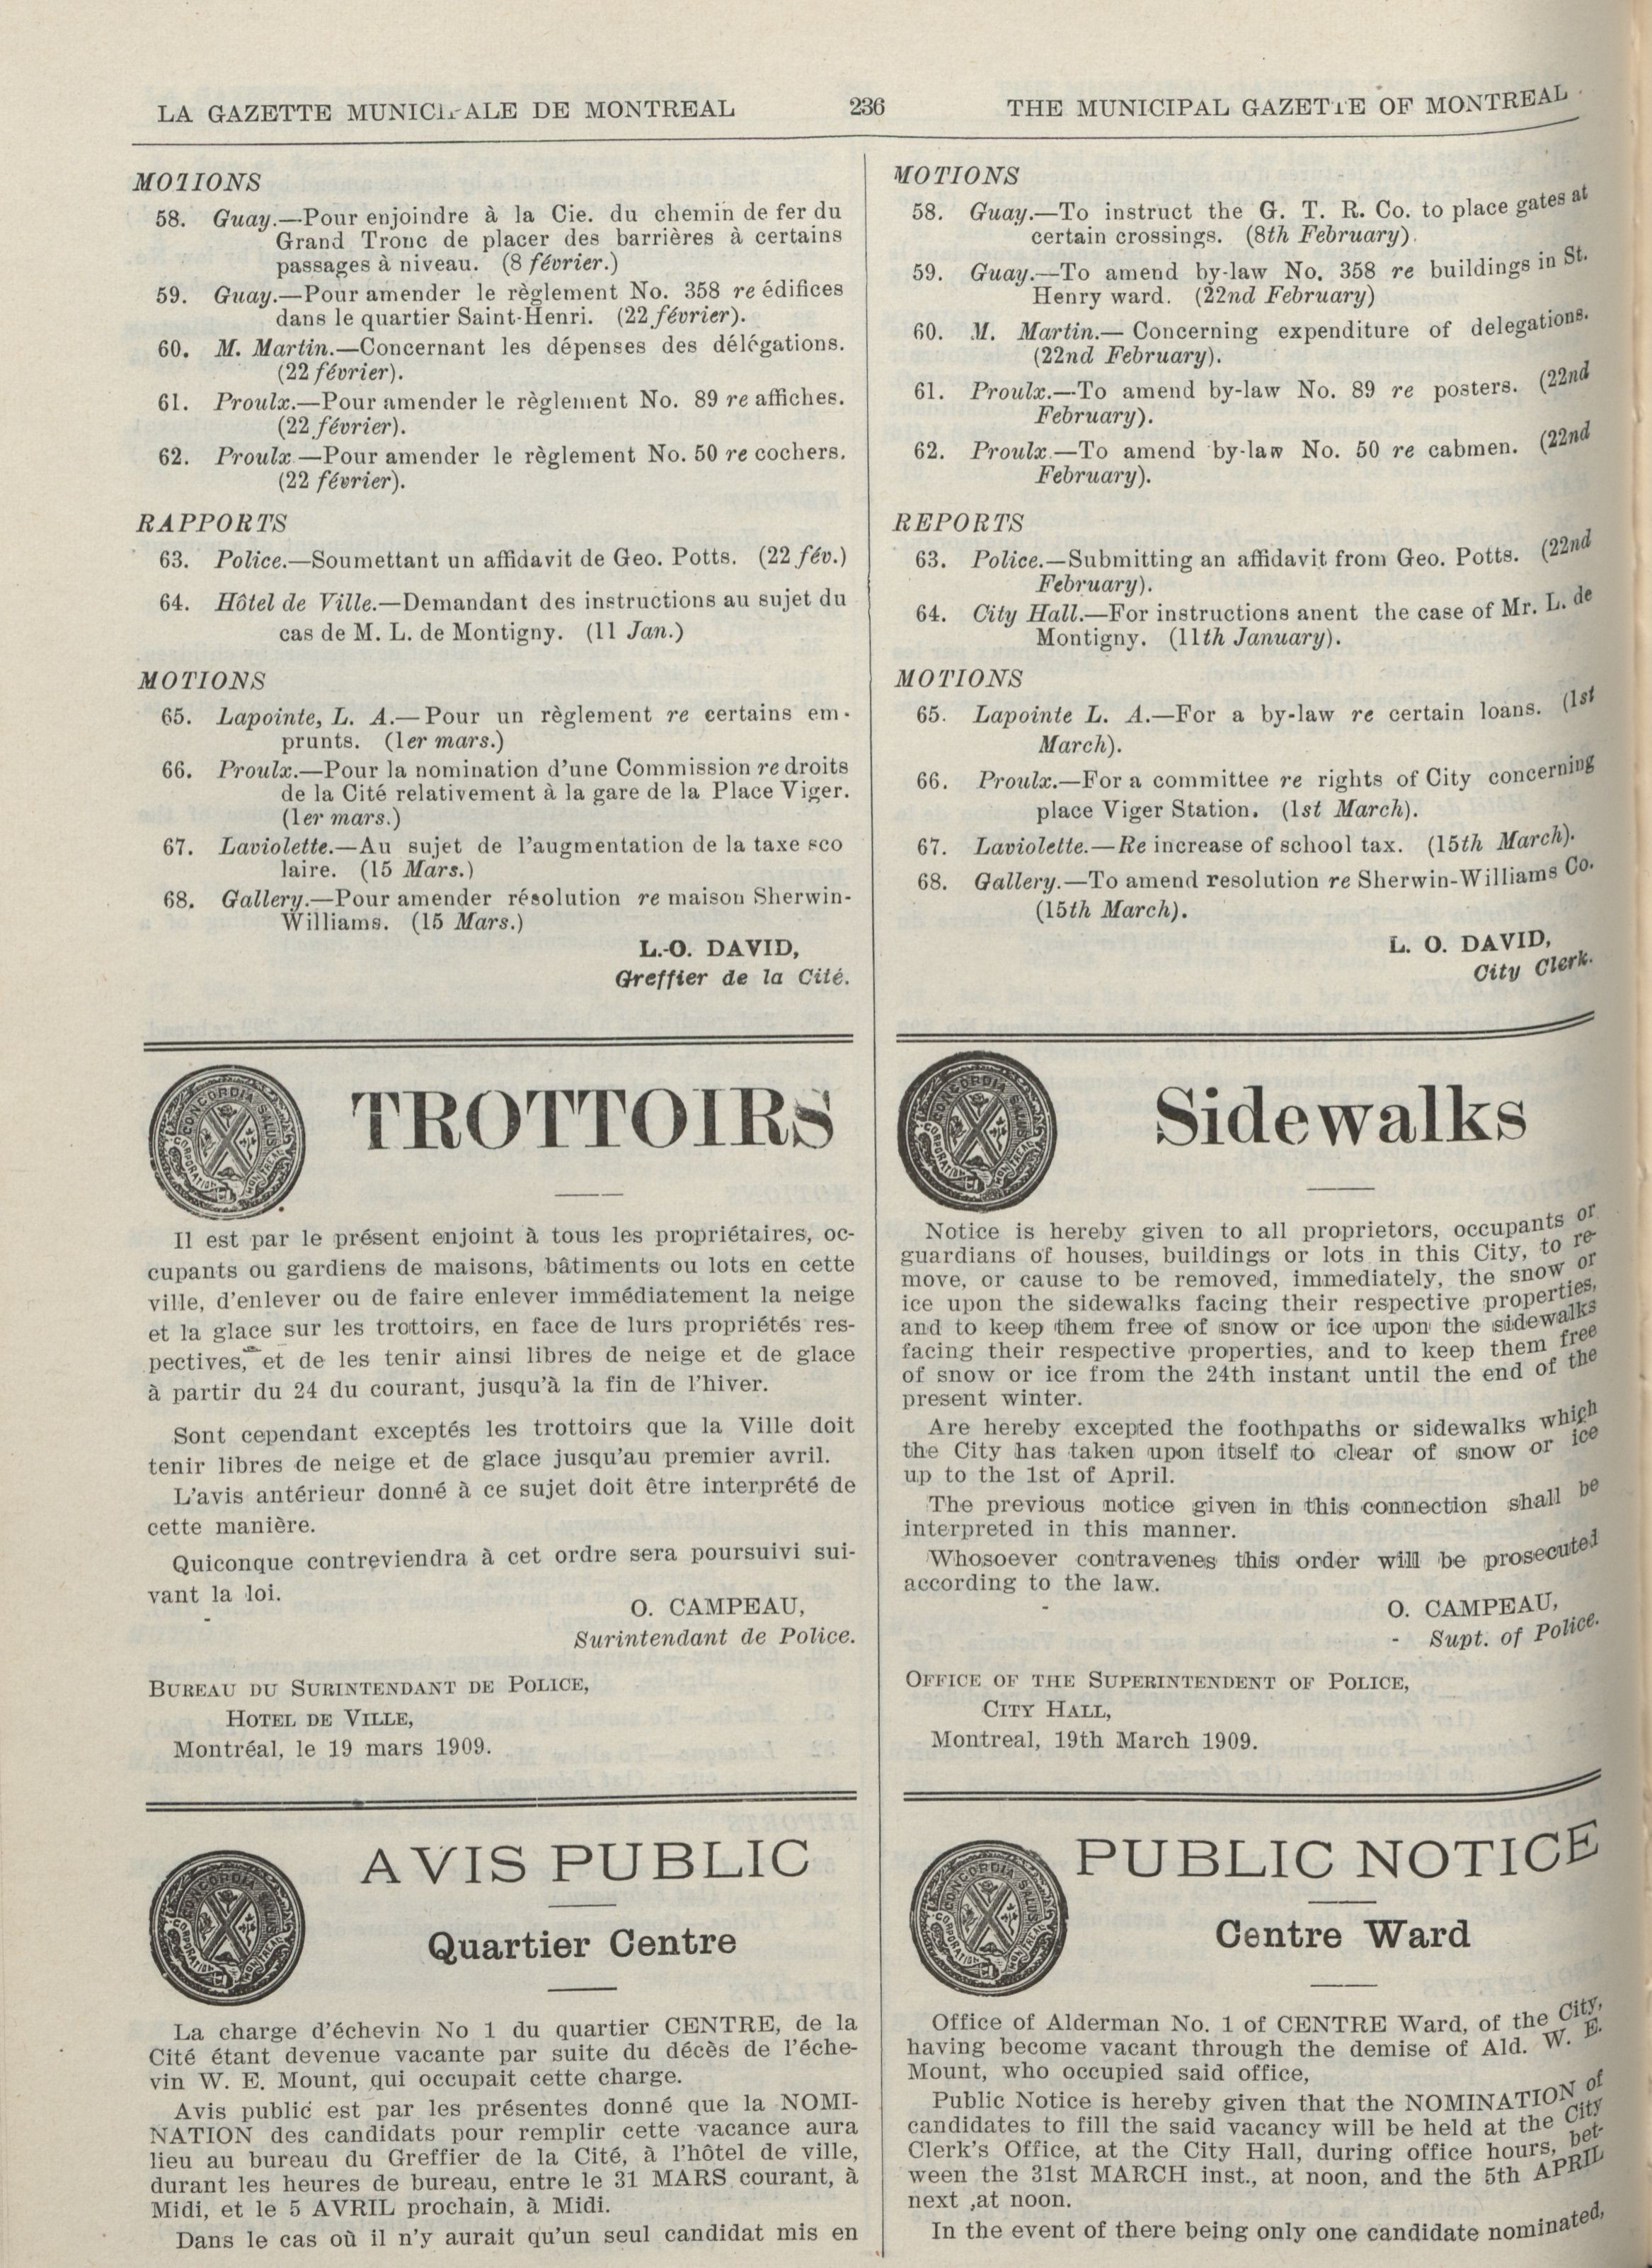 LA GAZETTE MUNICIPALE DE MONTREAL
236
THE MUNICIPAL GAZETTE OF MONTREAL
MOTIONS
58. Guay.—Pour enjoindre à la Cie. du chemin de fer du
Grand Tronc de placer des barrières à certains
passages à niveau. (8 février.)
59. Guay.—Pour amender le règlement No. 358 re édifices
dans le quartier Saint-Henri. (22 février).
60. M. Martin.—Concernant les dépenses des délégations.
(22 février).
61. Proulx.—Pour amender le règlement No. 89 re affiches.
(22 février).
62. Proulx.—Pour amender le règlement No. 50 re cochers.
(22 février).
RAPPORTS
63. Police.—Soumettant un affidavit de Geo. Potts. (22 fév.)
64. Hôtel de Ville.—Demandant des instructions au sujet du
cas de M. L. de Montigny. (11 Jan.)
MOTIONS
65. Lapointe, L. A.—Pour un règlement re certains em-
prunts. (1er mars.)
66. Proulx.—Pour la nomination d'une Commission re droits
de la Cité relativement à la gare de la Place Viger.
(1er mars.)
67. Laviolette.—Au sujet de l'augmentation de la taxe sco
laire. (15 Mars.)
68. Gallery.—Pour amender résolution re maison Sherwin-
Williams. (15 Mars.)
L.-O. DAVID,
Greffier de la Cité.
MOTIONS
58. Guay.—To instruct the G. T. R. Co. to place gates at
certain crossings. (8th February).
59. Guay.—To amend by-law No. 358 re buildings in St.
Henry ward. (22nd February)
60. M. Martin.— Concerning expenditure of delegations.
(22nd February).
61. Proulx.—To amend by-law No. 89 re posters. (22nd
February).
62. Proulx.—To amend by-law No. 50 re cabmen. (22nd
February).
REPORTS
63. Police.—Submitting an affidavit from Geo. Potts. (22nd
February).
64. City Hall.—For instructions anent the case of Mr. L. de
Montigny. (11th January).
MOTIONS
65. Lapointe L. A.—For a by-law re certain loans. (1st
March).
66. Proulx.—For a committee re rights of City concerning
place Viger Station. (1st March).
67. Laviolette.—Re increase of school tax. (15th March).
68. Gallery.—To amend resolution re Sherwin-Williams Co.
(15th March).
L. O. DAVID,
City Clerk.
CONCORDIA SALUS
CORPORATION MONTREAL
TROTTOIRS
Il est par le présent enjoint à tous les propriétaires, oc-
cupants ou gardiens de maisons, bâtiments ou lots en cette
ville, d'enlever ou de faire enlever immédiatement la neige
et la glace sur les trottoirs, en face de lurs propriétés res-
pectives, et de les tenir ainsi libres de neige et de glace
à partir du 24 du courant, jusqu'à la fin de l'hiver.
Sont cependant exceptés les trottoirs que la Ville doit
tenir libres de neige et de glace jusqu'au premier avril.
L'avis antérieur donné à ce sujet doit être interprété de
cette manière.
Quiconque contreviendra à cet ordre sera poursuivi sui-
vant la loi.
O. CAMPEAU,
Surintendant de Police.
BUREAU DU SURINTENDANT DE POLICE,
HOTEL DE VILLE,
Montréal, le 19 mars 1909.
CONCORDIA SALUS
CORPORATION MONTREAL
Sidewalks
Notice is hereby given to all proprietors, occupants or
guardians of houses, buildings or lots in this City, to re-
move, or cause to be removed, immediately, the snow or
ice upon the sidewalks facing their respective properties,
and to keep them free of snow or ice upon the sidewalks
facing their respective properties, and to keep them free
of snow or ice from the 24th instant until the end of the
present winter.
Are hereby excepted the foothpaths or sidewalks which
the City has taken upon itself to clear of snow or ice
up to the 1st of April.
The previous notice given in this connection shall be
interpreted in this manner.
Whosoever contravenes this order will be prosecuted
according to the law.
O. CAMPEAU,
Supt. of Police.
OFFICE OF THE SUPERINTENDENT OF POLICE,
CITY HALL,
Montreal, 19th March 1909.
CONCORDIA SALUS
CORPORATION MONTREAL
AVIS PUBLIC
Quartier Centre
La charge d'échevin No 1 du quartier CENTRE, de la
Cité étant devenue vacante par suite du décès de l'éche-
vin W. E. Mount, qui occupait cette charge.
Avis public est par les présentes donné que la NOMI-
NATION des candidats pour remplir cette vacance aura
lieu au bureau du Greffier de la Cité, à l'hôtel de ville,
durant les heures de bureau, entre le 31 MARS courant, à
Midi, et le 5 AVRIL prochain, à Midi.
Dans le cas où il n'y aurait qu'un seul candidat mis en
CONCORDIA SALUS
CORPORATION MONTREAL
PUBLIC NOTICE
Centre Ward
Office of Alderman No. 1 of CENTRE Ward, of the City,
having become vacant through the demise of Ald. W. E.
Mount, who occupied said office,
Public Notice is hereby given that the NOMINATION of
candidates to fill the said vacancy will be held at the City
Clerk's Office, at the City Hall, during office hours, bet-
ween the 31st MARCH inst., at noon, and the 5th APRIL
next ,at noon.
In the event of there being only one candidate nominated,